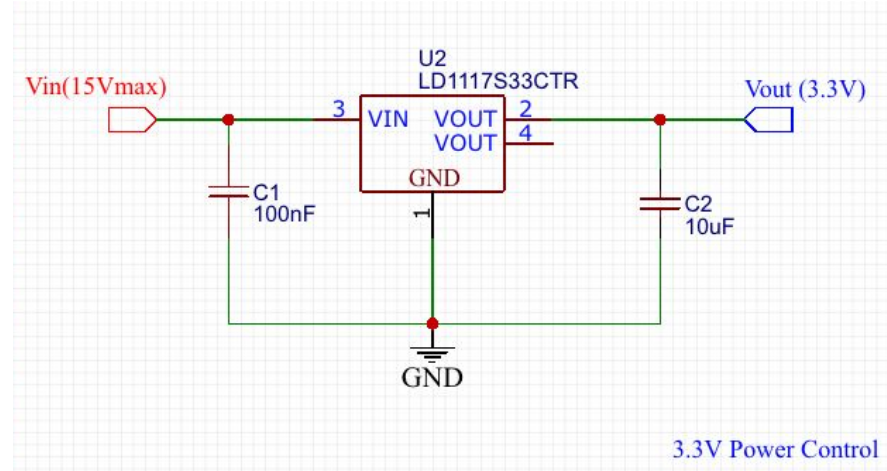 U2
LD1117S33CTR
Vin(15Vmax)
Vout (3.3V)
3
VIN
VOUT
2
VOUT
4
GND
1
C1
100nF
C2
10uF
GND
3.3V Power Control